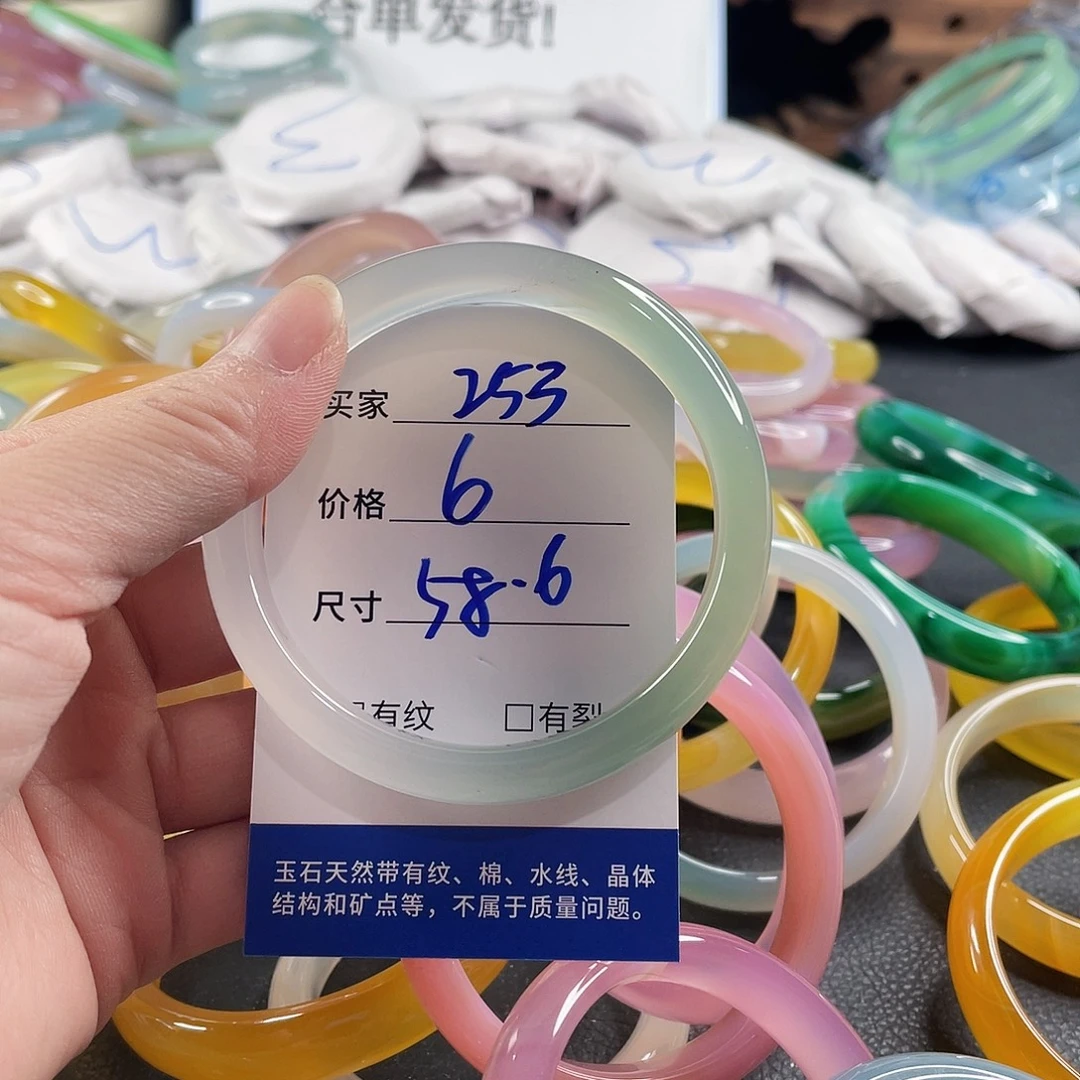 合单发货!
买家 253
价格 6
尺寸 58.6
有纹 □有裂
玉石天然带有纹、棉、水线、晶体
结构和矿点等，不属于质量问题。